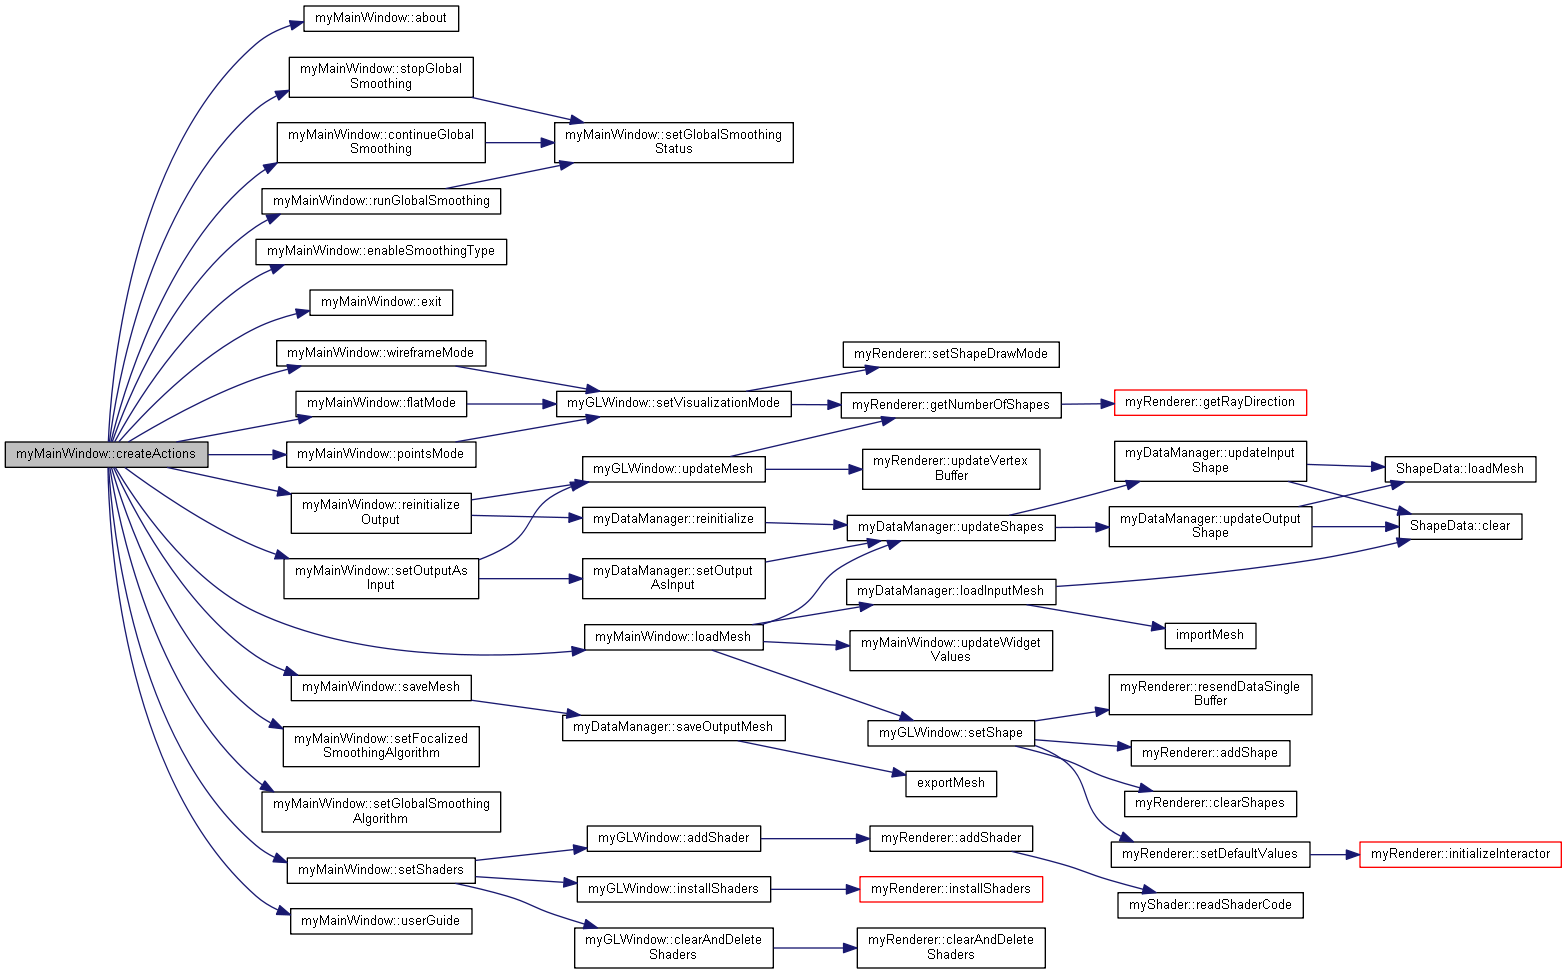 myMainWindow::about
myMainWindow::stopGlobal
Smoothing
myMainWindow::continueGlobal
Smoothing
myMainWindow::setGlobalSmoothing
Status
myMainWindow::runGlobalSmoothing
myMainWindow::enableSmoothingType
myMainWindow::exit
myMainWindow::wireframeMode
myRenderer::setShapeDrawMode
myMainWindow::flatMode
myGLWindow::setVisualizationMode
myRenderer::getNumberOfShapes
myRenderer::getRayDirection
myMainWindow::createActions
myMainWindow::pointsMode
myGLWindow::updateMesh
myRenderer::updateVertex
Buffer
myDataManager::updateInput
Shape
ShapeData::loadMesh
myMainWindow::reinitialize
Output
myDataManager::reinitialize
myDataManager::updateShapes
myDataManager::updateOutput
Shape
ShapeData::clear
myMainWindow::setOutputAs
Input
myDataManager::setOutput
AsInput
myDataManager::loadInputMesh
importMesh
myMainWindow::loadMesh
myMainWindow::updateWidget
Values
myMainWindow::saveMesh
myRenderer::resendDataSingle
Buffer
myDataManager::saveOutputMesh
myGLWindow::setShape
myMainWindow::setFocalized
SmoothingAlgorithm
myRenderer::addShape
exportMesh
myRenderer::clearShapes
myMainWindow::setGlobalSmoothing
Algorithm
myGLWindow::addShader
myRenderer::addShader
myRenderer::setDefaultValues
myRenderer::initializeInteractor
myMainWindow::setShaders
myGLWindow::installShaders
myRenderer::installShaders
myShader::readShaderCode
myMainWindow::userGuide
myGLWindow::clearAndDelete
Shaders
myRenderer::clearAndDelete
Shaders